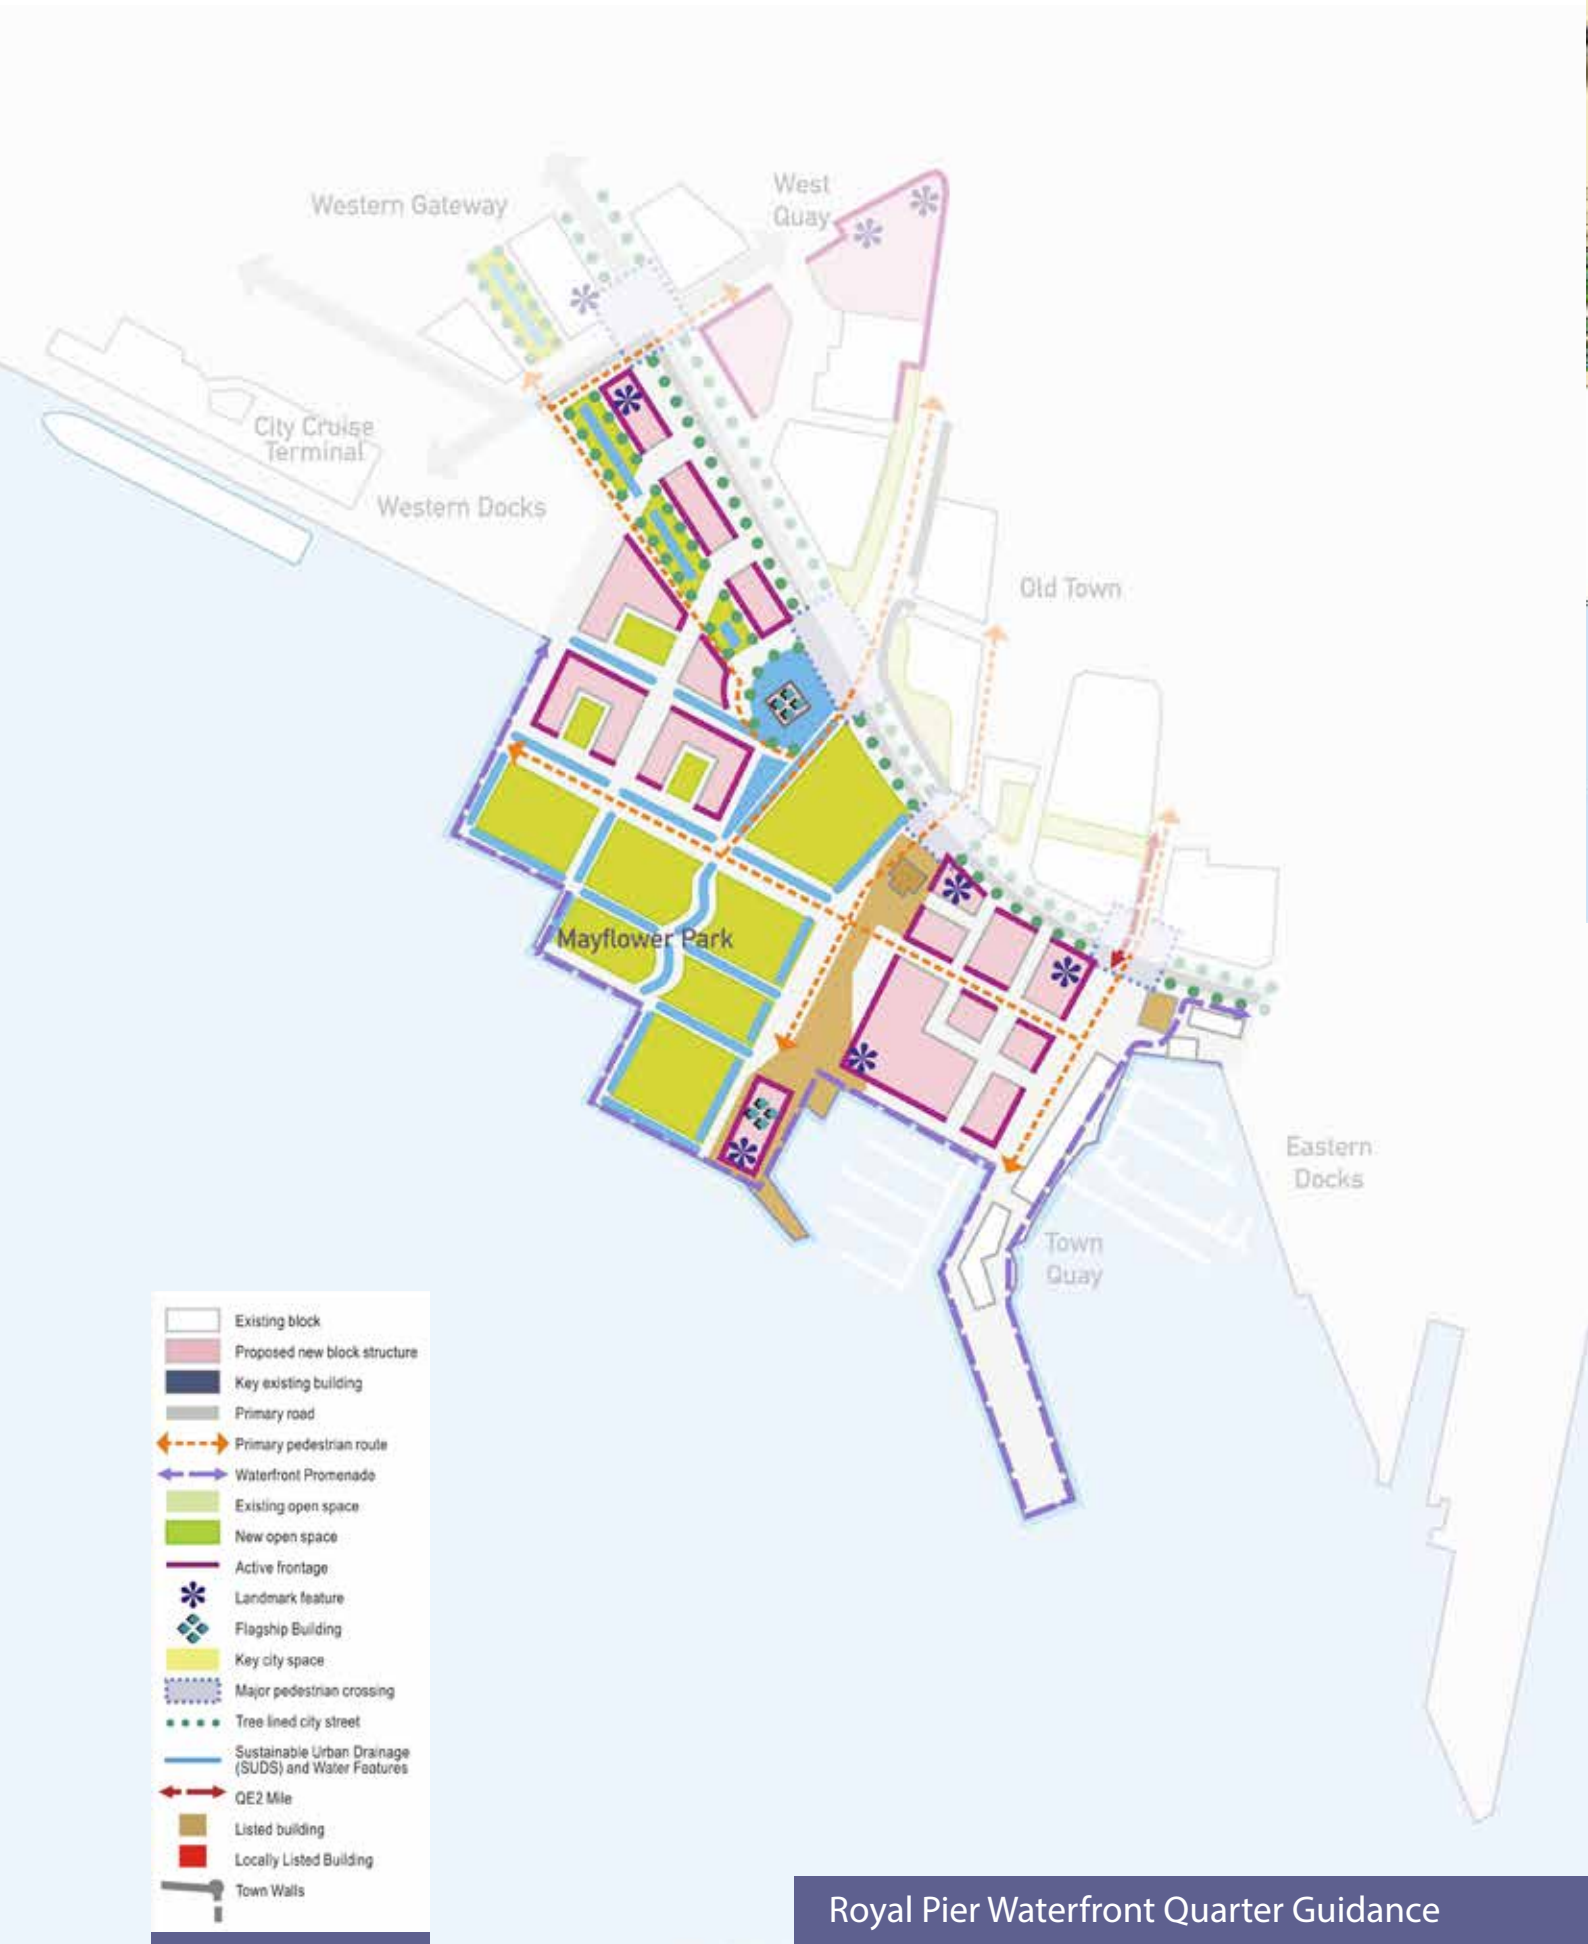 West
Quay
Western Gateway
City Cruise
Terminal
Western Docks
Old Town
Mayflower Park
Eastern
Docks
Town
Quay
Existing block
Proposed new block structure
Key existing building
Primary road
Primary pedestrian route
Waterfront Promenade
Existing open space
New open space
Active frontage
Landmark feature
Flagship Building
Key city space
Major pedestrian crossing
Tree lined city street
Sustainable Urban Drainage
(SUDS) and Water Features
QE2 Mile
Listed building
Locally Listed Building
Town Walls
Royal Pier Waterfront Quarter Guidance